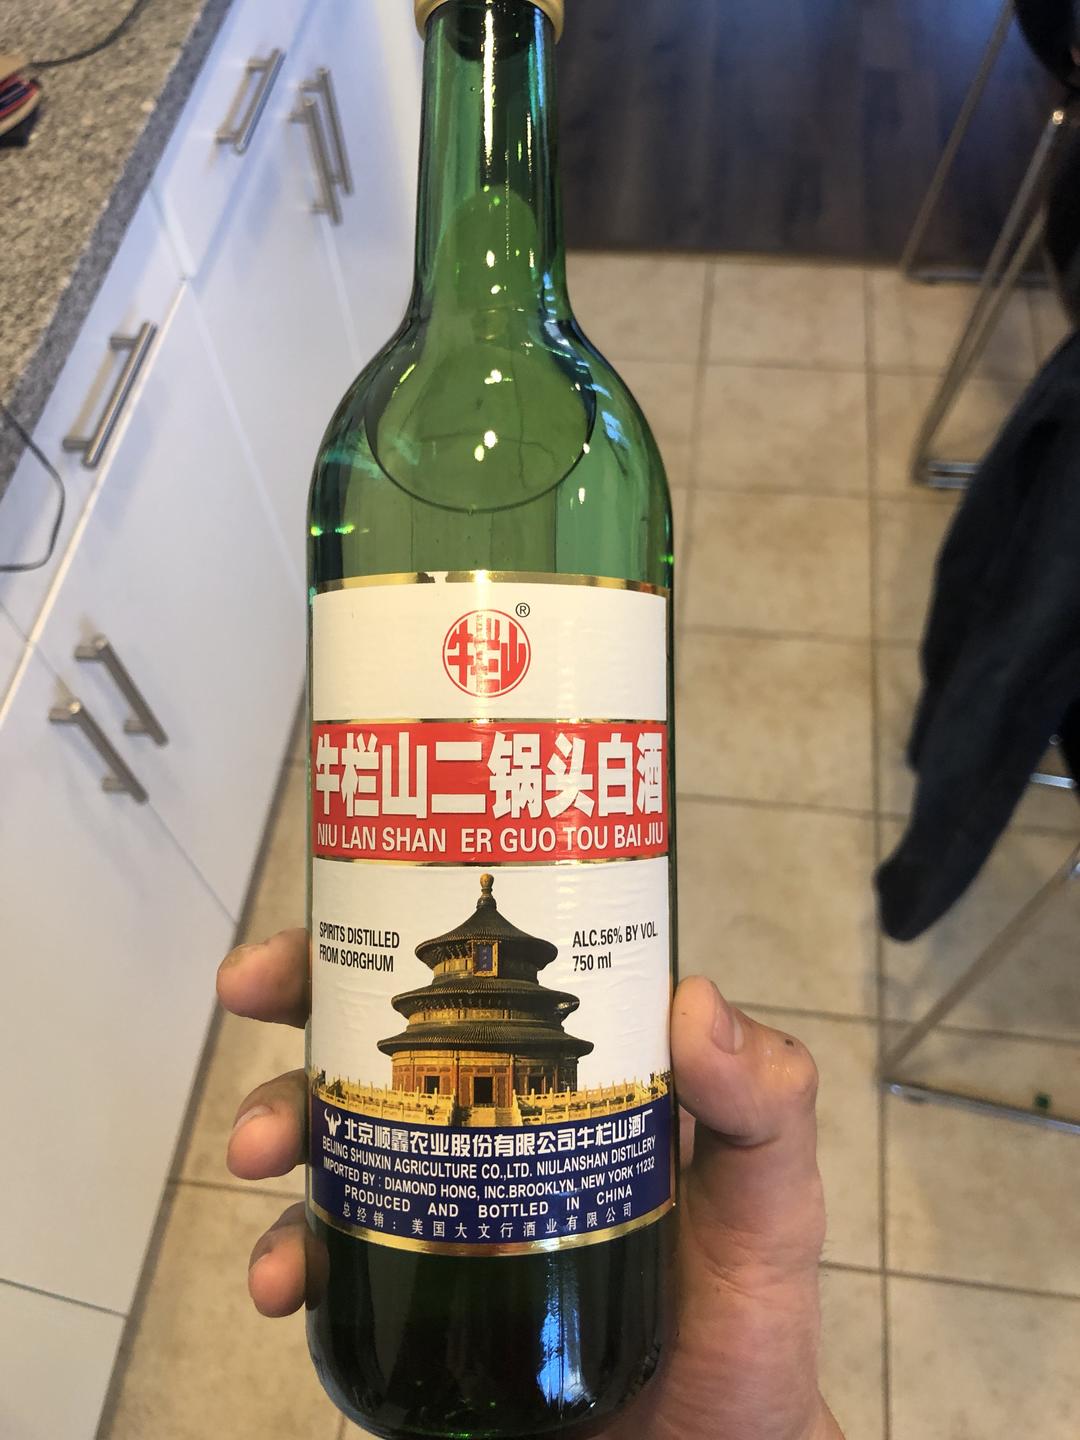 牛栏山
®
牛栏山二锅头白酒
NIU LAN SHAN ER GUO TOU BAI JIU
SPIRITS DISTILLED
FROM SORGHUM
ALC.56% BY VOL.
750 ml
北京顺鑫农业股份有限公司牛栏山酒厂
BEIJING SHUNXIN AGRICULTURE CO.,LTD. NIULANSHAN DISTILLERY
IMPORTED BY : DIAMOND HONG, INC.BROOKLYN, NEW YORK 11232
PRODUCED AND BOTTLED IN CHINA
总经销：美国大文行酒业有限公司